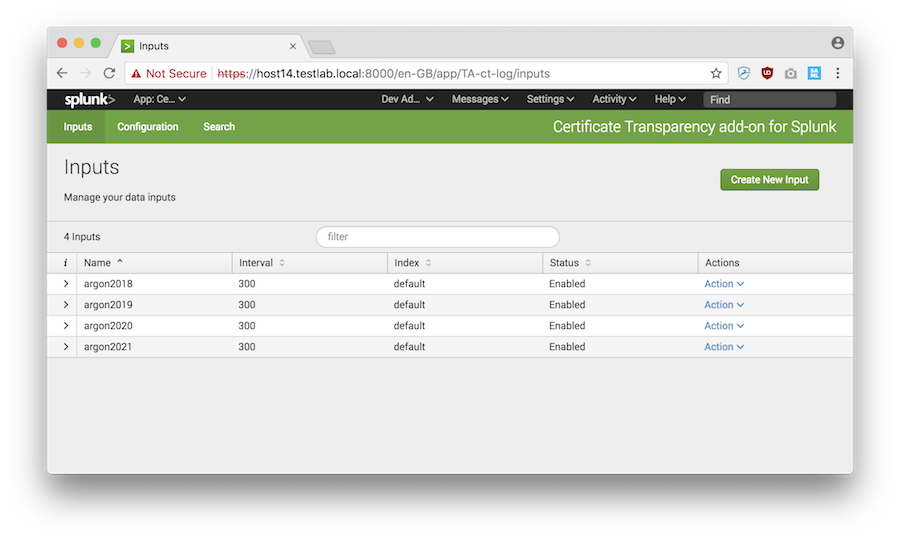 Inputs
Not Secure https://host14.testlab.local:8000/en-GB/app/TA-ct-log/inputs
splunk> App: Ce... Dev Ad... Messages Settings Activity Help Find
Inputs Configuration Search Certificate Transparency add-on for Splunk
Inputs
Create New Input
Manage your data inputs
4 Inputs filter
i Name Interval Index Status Actions
argon2018 300 default Enabled Action
argon2019 300 default Enabled Action
argon2020 300 default Enabled Action
argon2021 300 default Enabled Action